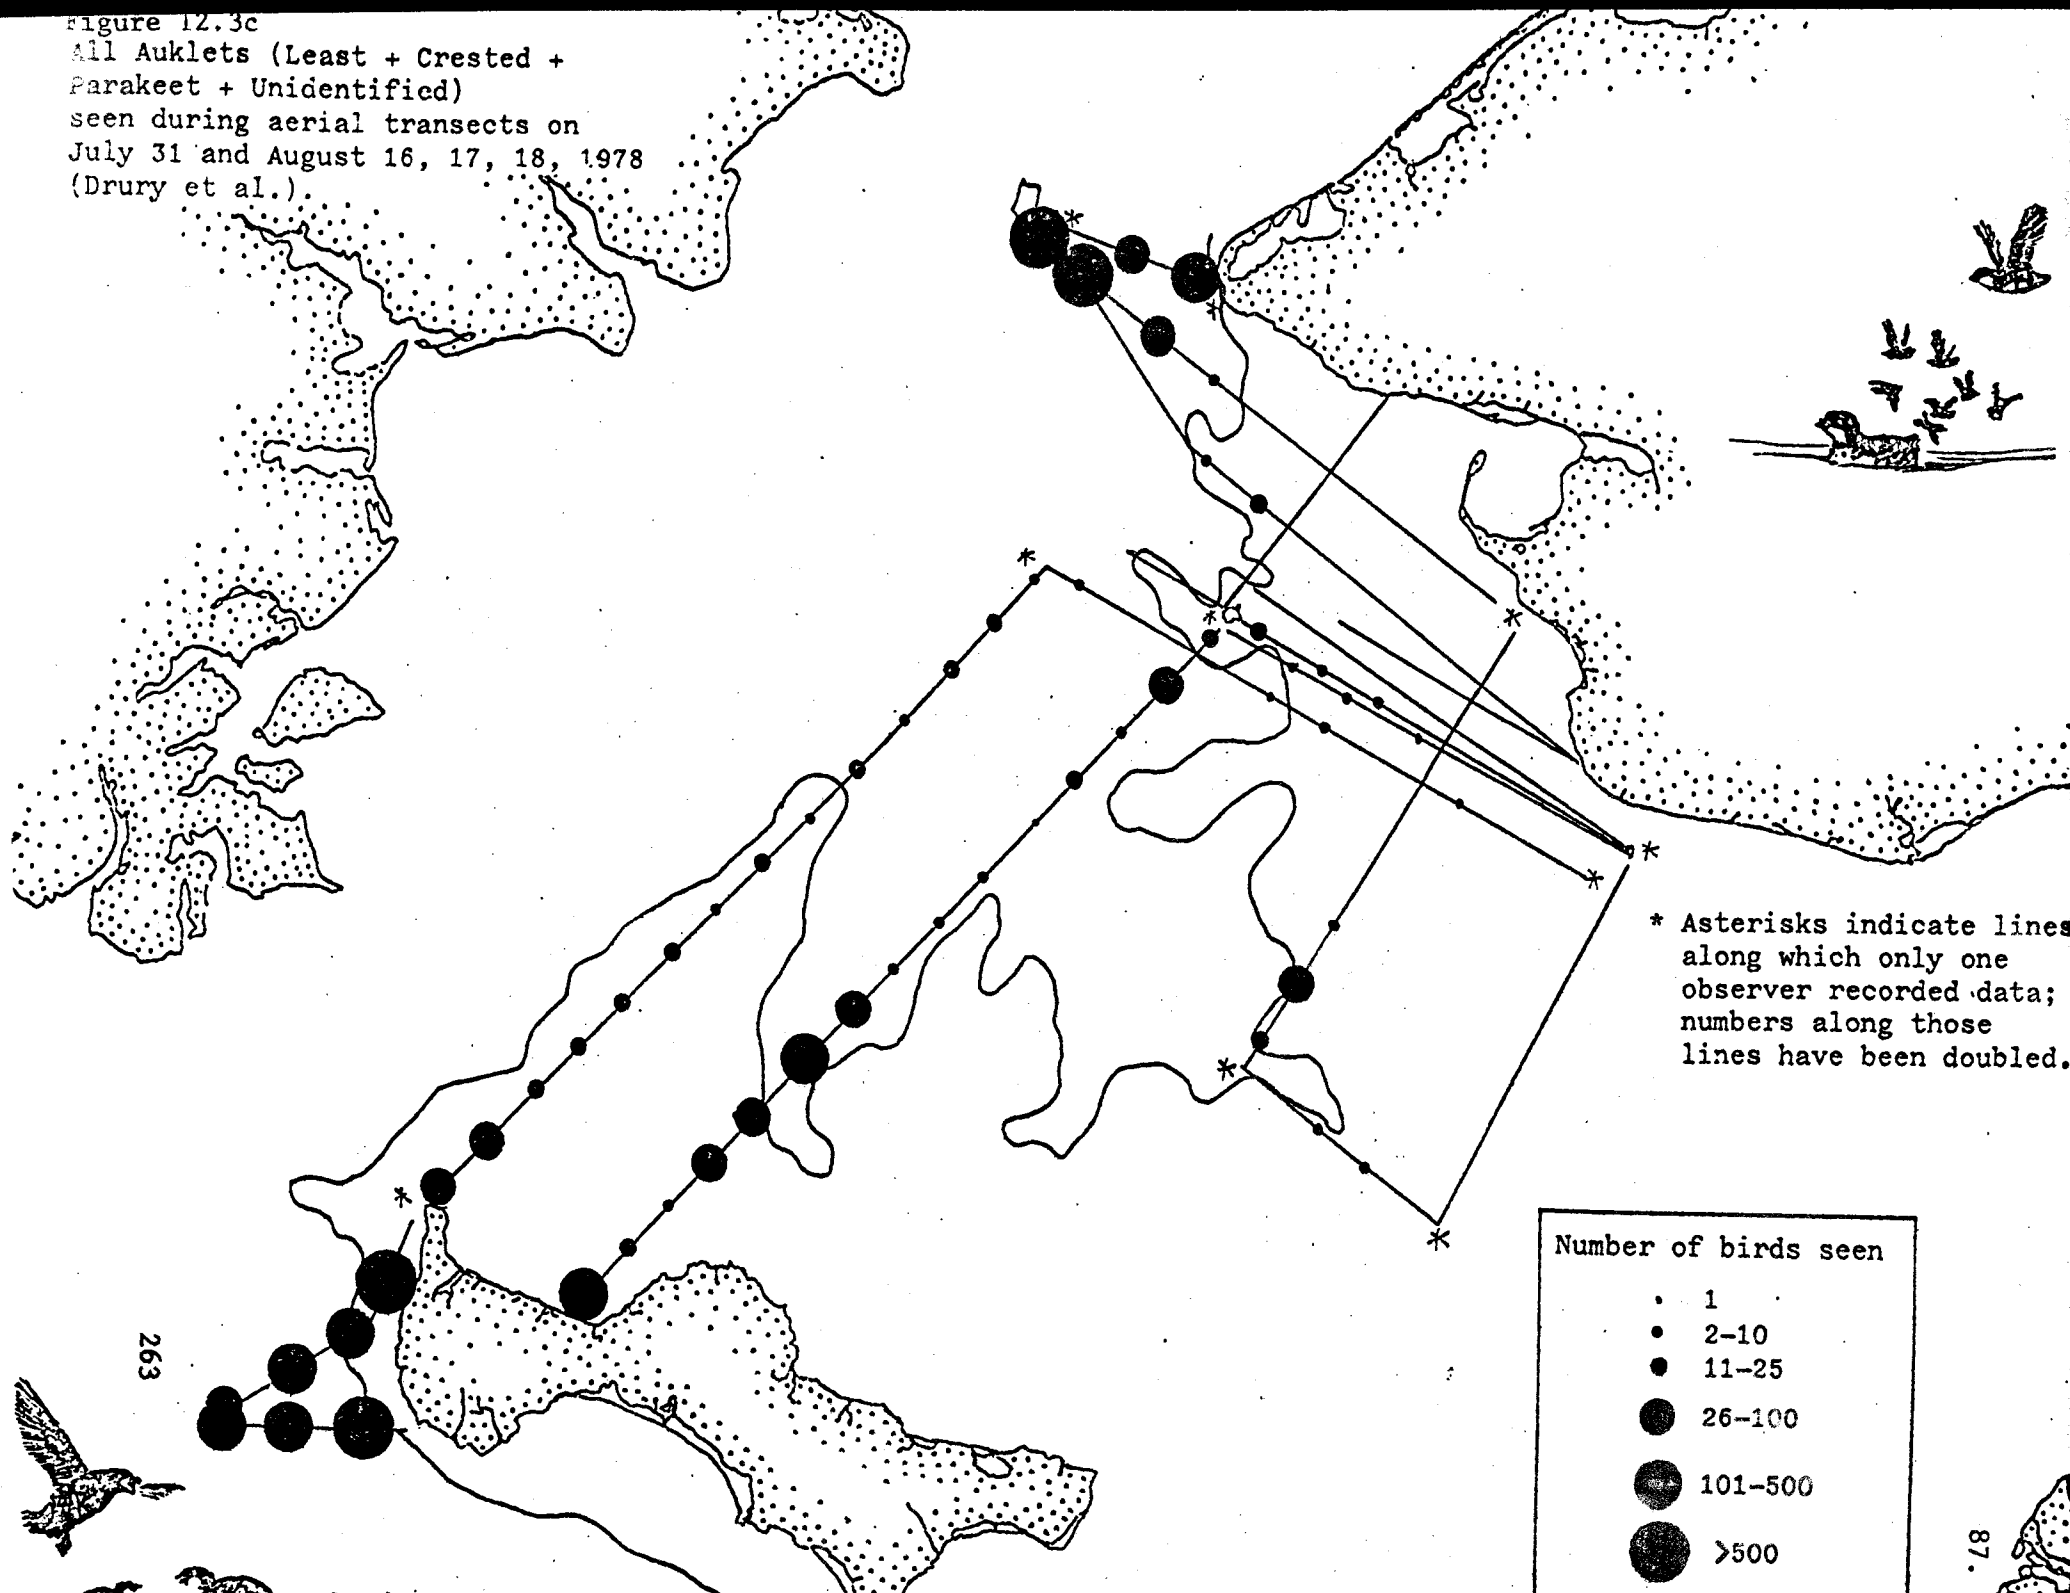 Figure 12.3c
All Auklets (Least + Crested +
Parakeet + Unidentified)
seen during aerial transects on
July 31 and August 16, 17, 18, 1978
(Drury et al.).
* Asterisks indicate lines
along which only one
observer recorded data;
numbers along those
lines have been doubled.
Number of birds seen
1
2-10
11-25
26-100
101-500
>500
263
87.